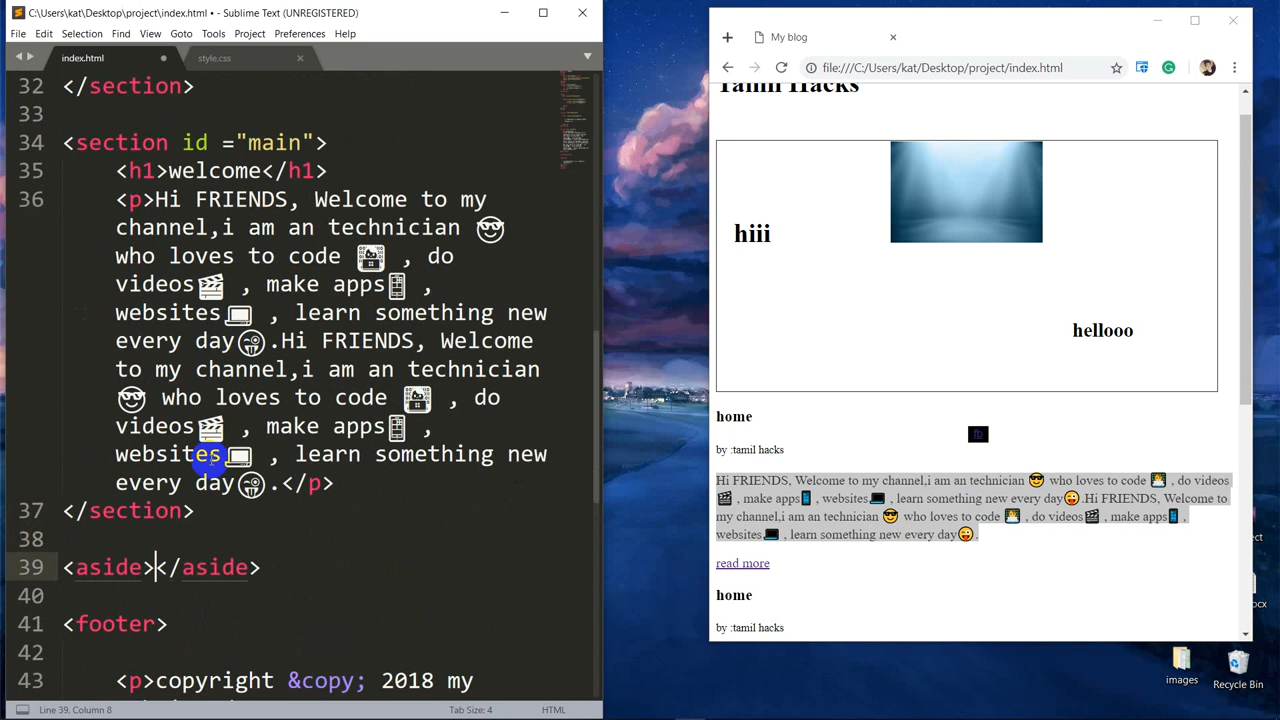 C:\Users\kat\Desktop\project\index.html • - Sublime Text (UNREGISTERED)
File Edit Selection Find View Goto Tools Project Preferences Help
index.html style.css
32 </section>
33
34 <section id ="main">
35 <h1>welcome</h1>
36 <p>Hi FRIENDS, Welcome to my
channel,i am an technician 😎
who loves to code 👩‍💻 , do
videos🎬 , make apps📱 ,
websites💻 , learn something new
every day😜.Hi FRIENDS, Welcome
to my channel,i am an technician
😎 who loves to code 👩‍💻 , do
videos🎬 , make apps📱 ,
websites💻 , learn something new
every day😜.</p>
37 </section>
38
39 <aside></aside>
40
41 <footer>
42
43 <p>copyright &copy; 2018 my
Line 39, Column 8 Tab Size: 4 HTML
My blog
file:///C:/Users/kat/Desktop/project/index.html
Tamil Hacks
hiii
hellooo
home
by :tamil hacks
Hi FRIENDS, Welcome to my channel,i am an technician 😎 who loves to code 👩‍💻 , do videos
🎬 , make apps📱 , websites💻 , learn something new every day😜.Hi FRIENDS, Welcome to
my channel,i am an technician 😎 who loves to code 👩‍💻 , do videos🎬 , make apps📱 ,
websites💻 , learn something new every day😜.
read more
home
by :tamil hacks
images
Recycle Bin